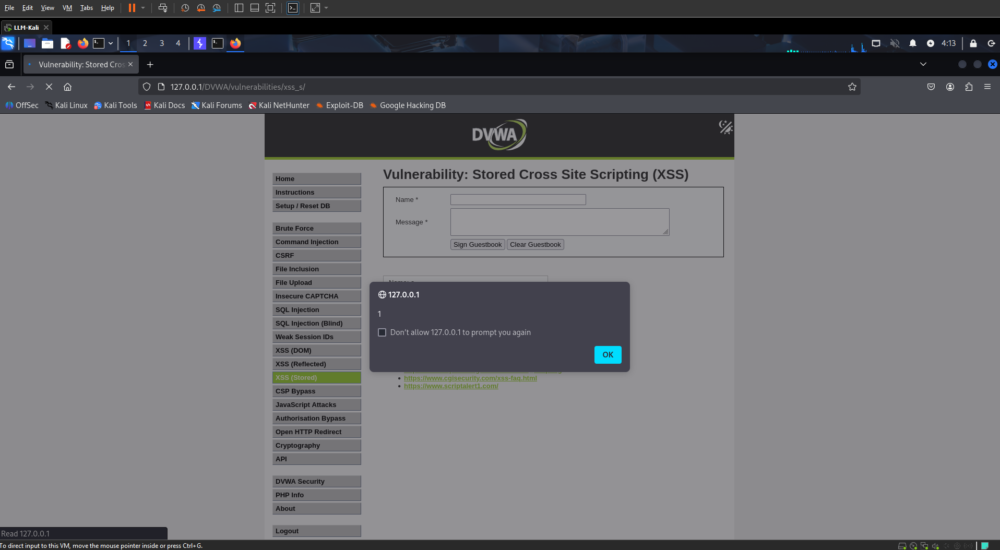 File Edit View VM Tabs Help
LLM-Kali
1 2 3 4 4:13
Vulnerability: Stored Cros
127.0.0.1/DVWA/vulnerabilities/xss_s/
OffSec Kali Linux Kali Tools Kali Docs Kali Forums Kali NetHunter Exploit-DB Google Hacking DB
DVWA
Vulnerability: Stored Cross Site Scripting (XSS)
Name *
Message *
Sign Guestbook Clear Guestbook
Home
Instructions
Setup / Reset DB
Brute Force
Command Injection
CSRF
File Inclusion
File Upload
Insecure CAPTCHA
SQL Injection
SQL Injection (Blind)
Weak Session IDs
XSS (DOM)
XSS (Reflected)
XSS (Stored)
CSP Bypass
JavaScript Attacks
Authorisation Bypass
Open HTTP Redirect
Cryptography
API
DVWA Security
PHP Info
About
Logout
127.0.0.1
1
Don't allow 127.0.0.1 to prompt you again
OK
https://www.cgisecurity.com/xss-faq.html
https://www.scriptalert1.com/
Read 127.0.0.1
To direct input to this VM, move the mouse pointer inside or press Ctrl+G.